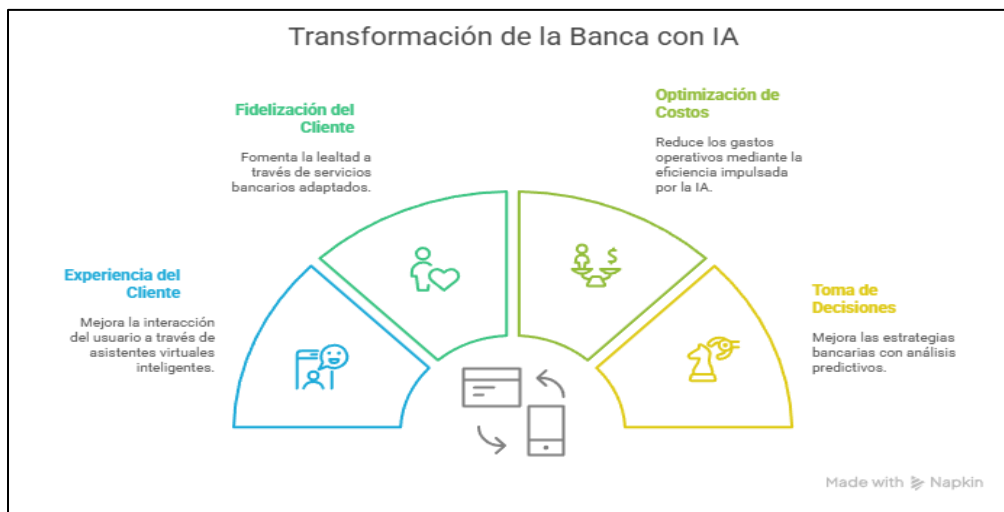 Transformación de la Banca con IA
Fidelización del
Cliente
Fomenta la lealtad a
través de servicios
bancarios adaptados.
Optimización de
Costos
Reduce los gastos
operativos mediante la
eficiencia impulsada
por la IA.
Experiencia del
Cliente
Mejora la interacción
del usuario a través de
asistentes virtuales
inteligentes.
Toma de
Decisiones
Mejora las estrategias
bancarias con análisis
predictivos.
$
Made with Napkin